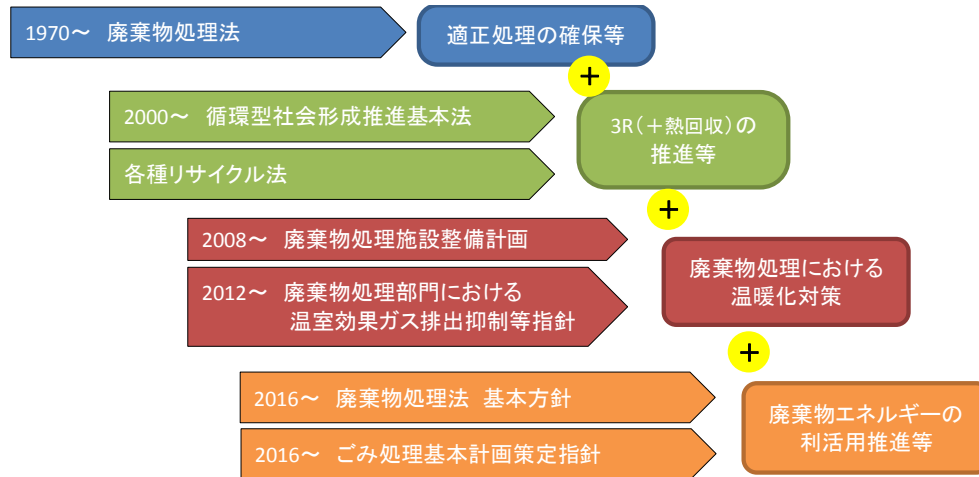 1970～ 廃棄物処理法
適正処理の確保等
+
2000～ 循環型社会形成推進基本法
各種リサイクル法
3R(＋熱回収)の
推進等
+
2008～ 廃棄物処理施設整備計画
2012～ 廃棄物処理部門における
温室効果ガス排出抑制等指針
廃棄物処理における
温暖化対策
+
2016～ 廃棄物処理法 基本方針
2016～ ごみ処理基本計画策定指針
廃棄物エネルギーの
利活用推進等